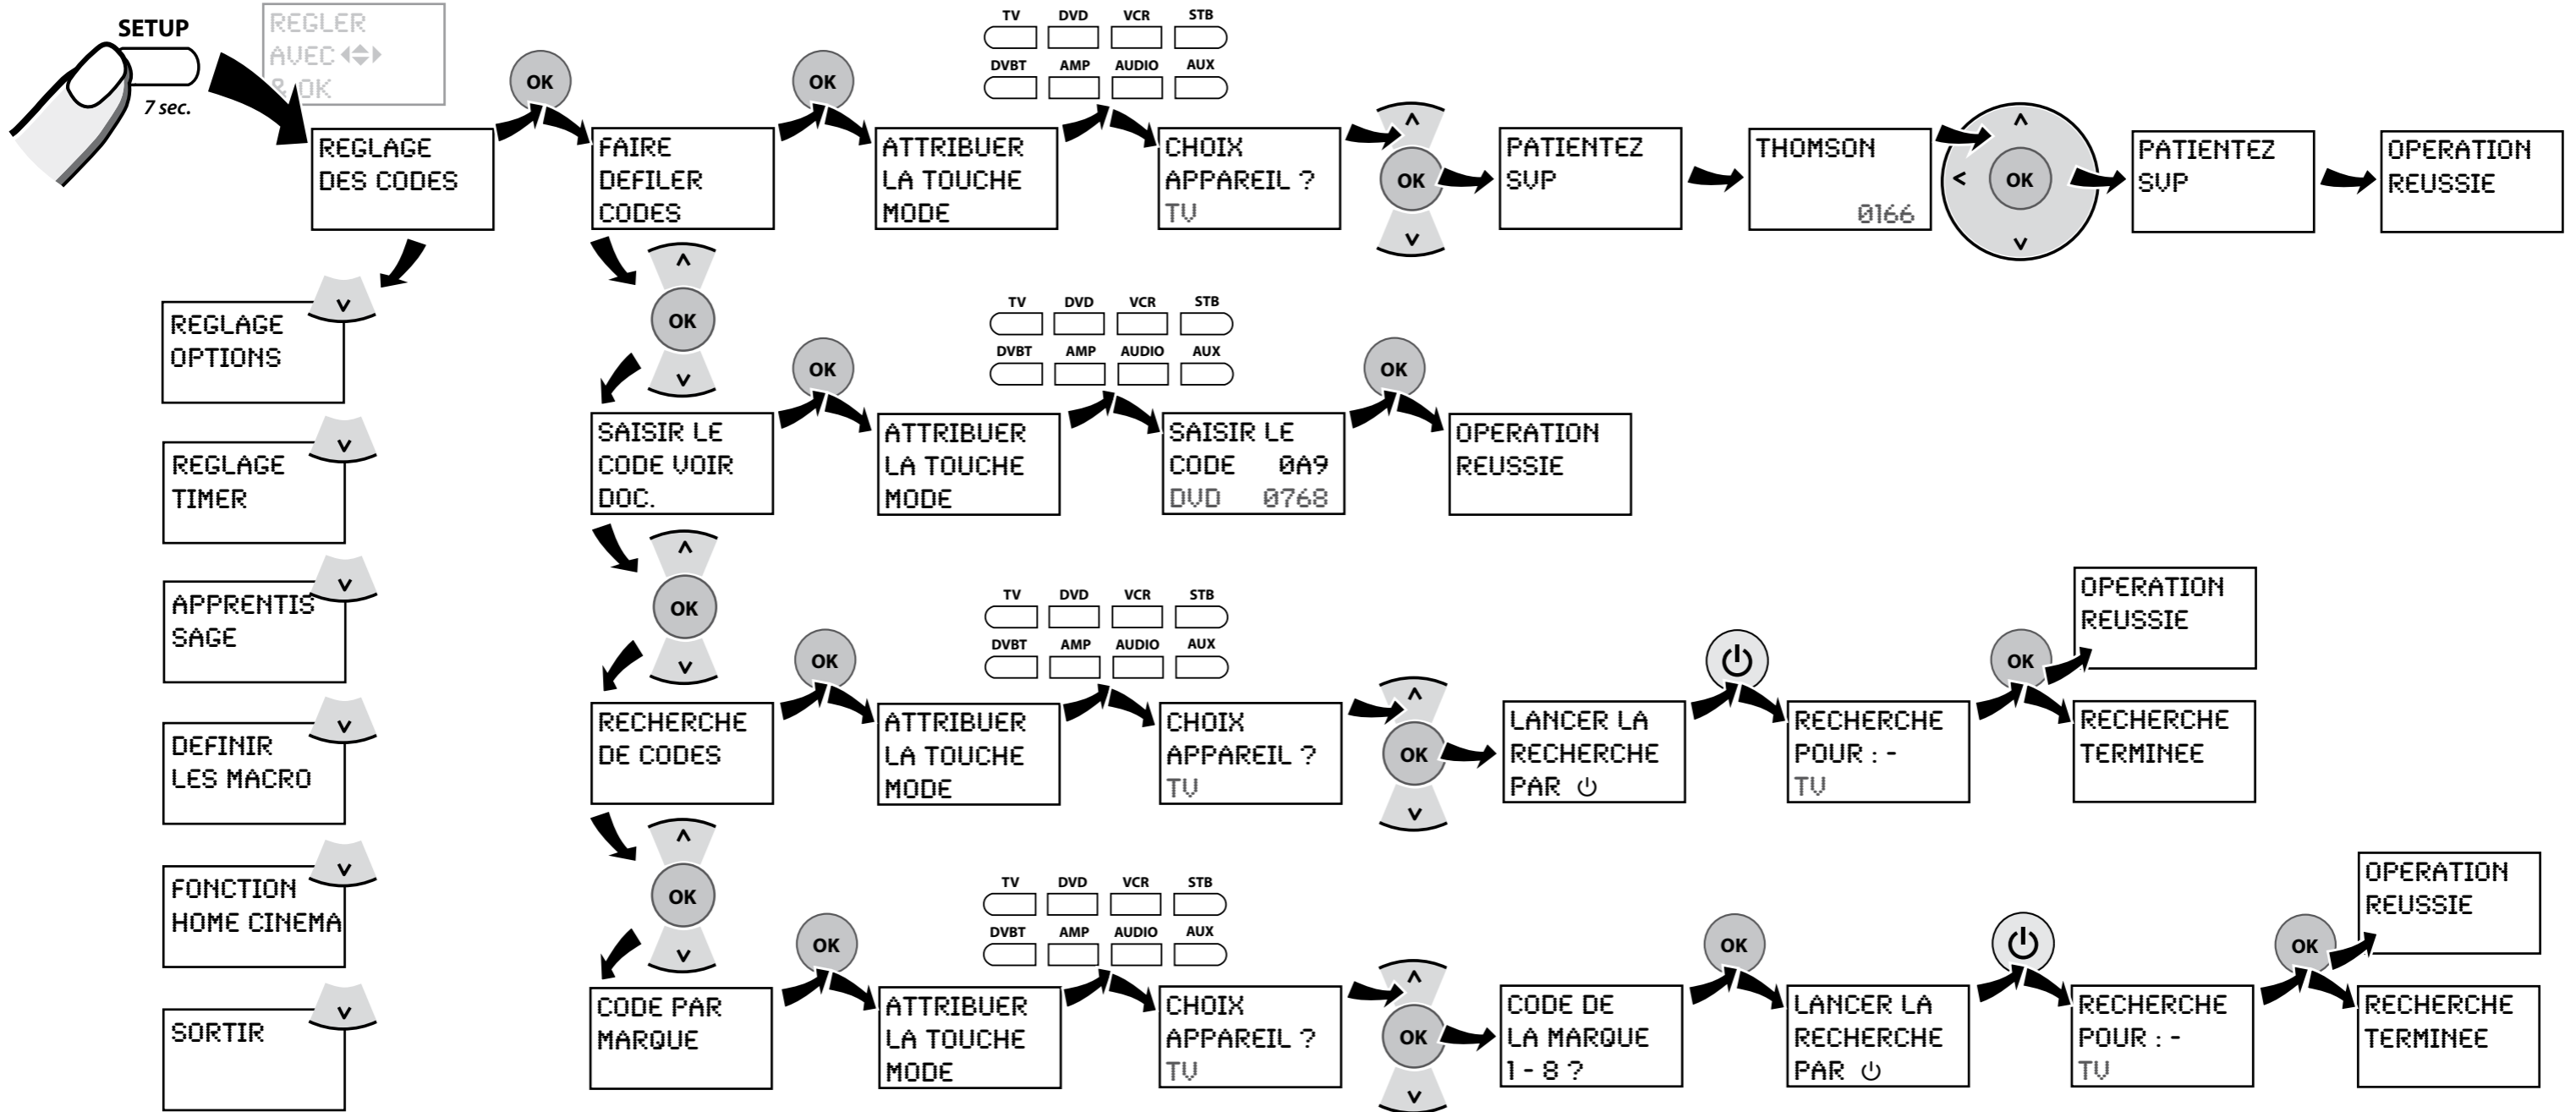 SETUP
7 sec.
REGLER
AVEC
& OK
REGLAGE
DES CODES
OK
FAIRE
DEFILER
CODES
OK
ATTRIBUER
LA TOUCHE
MODE
TV DVD VCR STB
DVBT AMP AUDIO AUX
CHOIX
APPAREIL ?
TV
OK
PATIENTEZ
SVP
THOMSON
0166
OK
PATIENTEZ
SVP
OPERATION
REUSSIE
REGLAGE
OPTIONS
REGLAGE
TIMER
APPRENTIS
SAGE
DEFINIR
LES MACRO
FONCTION
HOME CINEMA
SORTIR
OK
SAISIR LE
CODE VOIR
DOC.
OK
ATTRIBUER
LA TOUCHE
MODE
TV DVD VCR STB
DVBT AMP AUDIO AUX
SAISIR LE
CODE 0A9
DVD 0768
OK
OPERATION
REUSSIE
OK
RECHERCHE
DE CODES
OK
ATTRIBUER
LA TOUCHE
MODE
TV DVD VCR STB
DVBT AMP AUDIO AUX
CHOIX
APPAREIL ?
TV
OK
LANCER LA
RECHERCHE
PAR ⏻
RECHERCHE
POUR : -
TV
OK
OPERATION
REUSSIE
RECHERCHE
TERMINEE
OK
CODE PAR
MARQUE
OK
ATTRIBUER
LA TOUCHE
MODE
TV DVD VCR STB
DVBT AMP AUDIO AUX
CHOIX
APPAREIL ?
TV
OK
CODE DE
LA MARQUE
1 - 8 ?
OK
LANCER LA
RECHERCHE
PAR ⏻
RECHERCHE
POUR : -
TV
OK
OPERATION
REUSSIE
RECHERCHE
TERMINEE